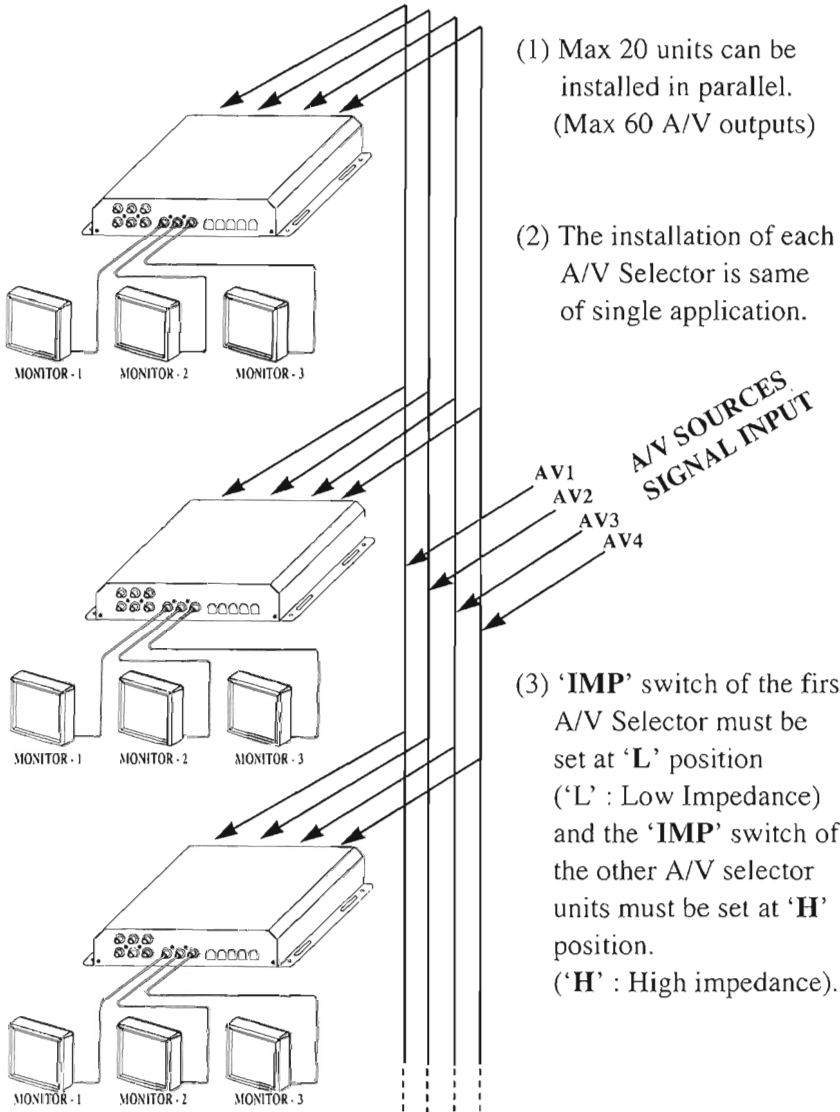 (1) Max 20 units can be
installed in parallel.
(Max 60 A/V outputs)
(2) The installation of each
A/V Selector is same
of single application.
MONITOR - 1
MONITOR - 2
MONITOR - 3
A/V SOURCES
SIGNAL INPUT
AV1
AV2
AV3
AV4
MONITOR - 1
MONITOR - 2
MONITOR - 3
(3) ‘IMP’ switch of the firs
A/V Selector must be
set at ‘L’ position
(‘L’ : Low Impedance)
and the ‘IMP’ switch of
the other A/V selector
units must be set at ‘H’
position.
(‘H’ : High impedance).
MONITOR - 1
MONITOR - 2
MONITOR - 3